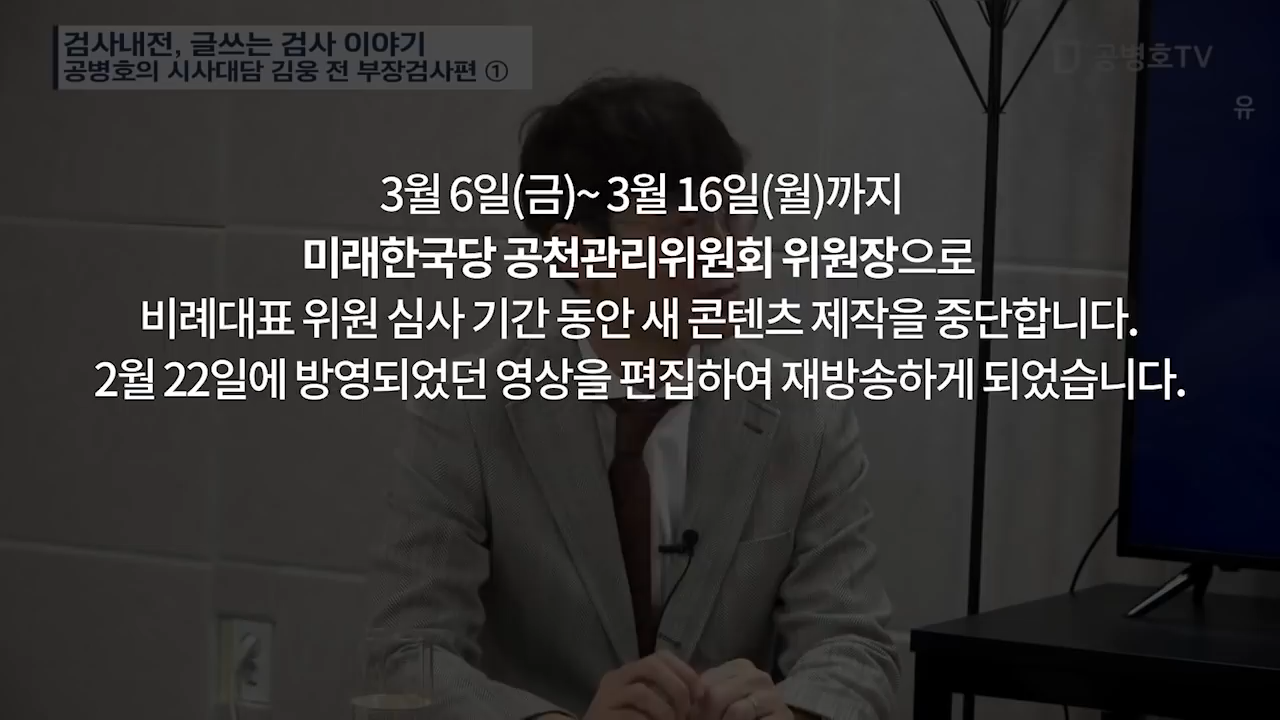 검사내전, 글쓰는 검사 이야기
공병호의 시사대담 김웅 전 부장검사편 ①
공병호TV
유
3월 6일(금)~ 3월 16일(월)까지
미래한국당 공천관리위원회 위원장으로
비례대표 위원 심사 기간 동안 새 콘텐츠 제작을 중단합니다.
2월 22일에 방영되었던 영상을 편집하여 재방송하게 되었습니다.